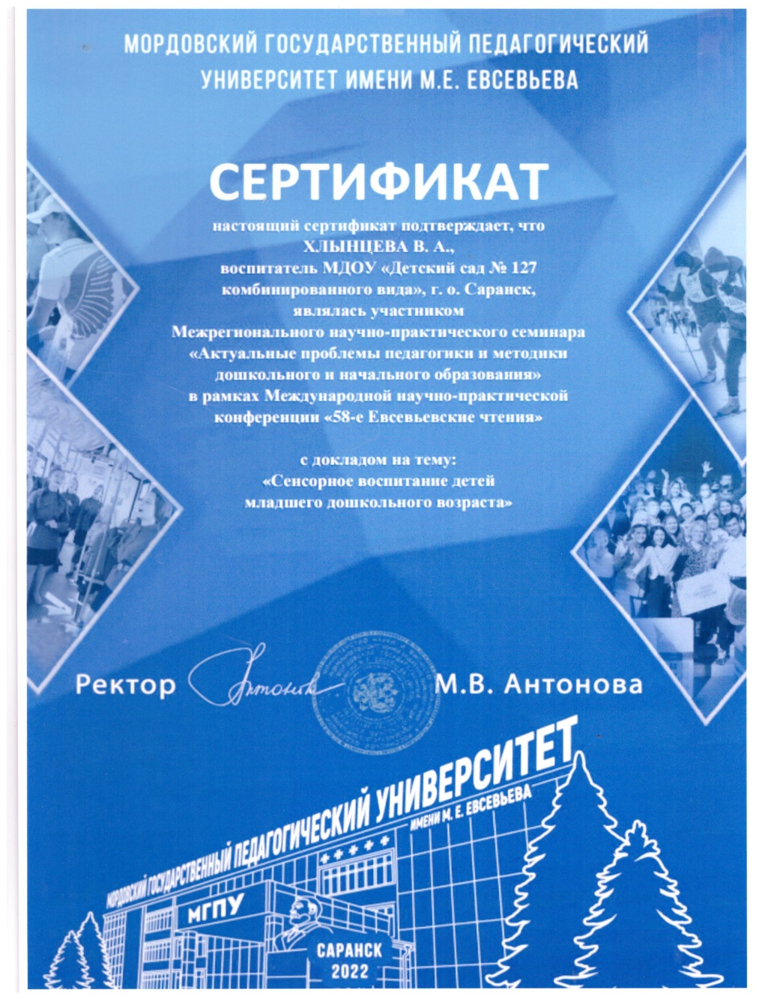 МОРДОВСКИЙ ГОСУДАРСТВЕННЫЙ ПЕДАГОГИЧЕСКИЙ
УНИВЕРСИТЕТ ИМЕНИ М.Е. ЕВСЕВЬЕВА
СЕРТИФИКАТ
настоящий сертификат подтверждает, что
ХЛЫНЦЕВА В. А.,
воспитатель МДОУ «Детский сад № 127
комбинированного вида», г. о. Саранск,
являлась участником
Межрегионального научно-практического семинара
«Актуальные проблемы педагогики и методики
дошкольного и начального образования»
в рамках Международной научно-практической
конференции «58-е Евсевьевские чтения»
с докладом на тему:
«Сенсорное воспитание детей
младшего дошкольного возраста»
Ректор
М.В. Антонова
МОРДОВСКИЙ ГОСУДАРСТВЕННЫЙ ПЕДАГОГИЧЕСКИЙ УНИВЕРСИТЕТ
ИМЕНИ М. Е. ЕВСЕВЬЕВА
МГПУ
САРАНСК
2022